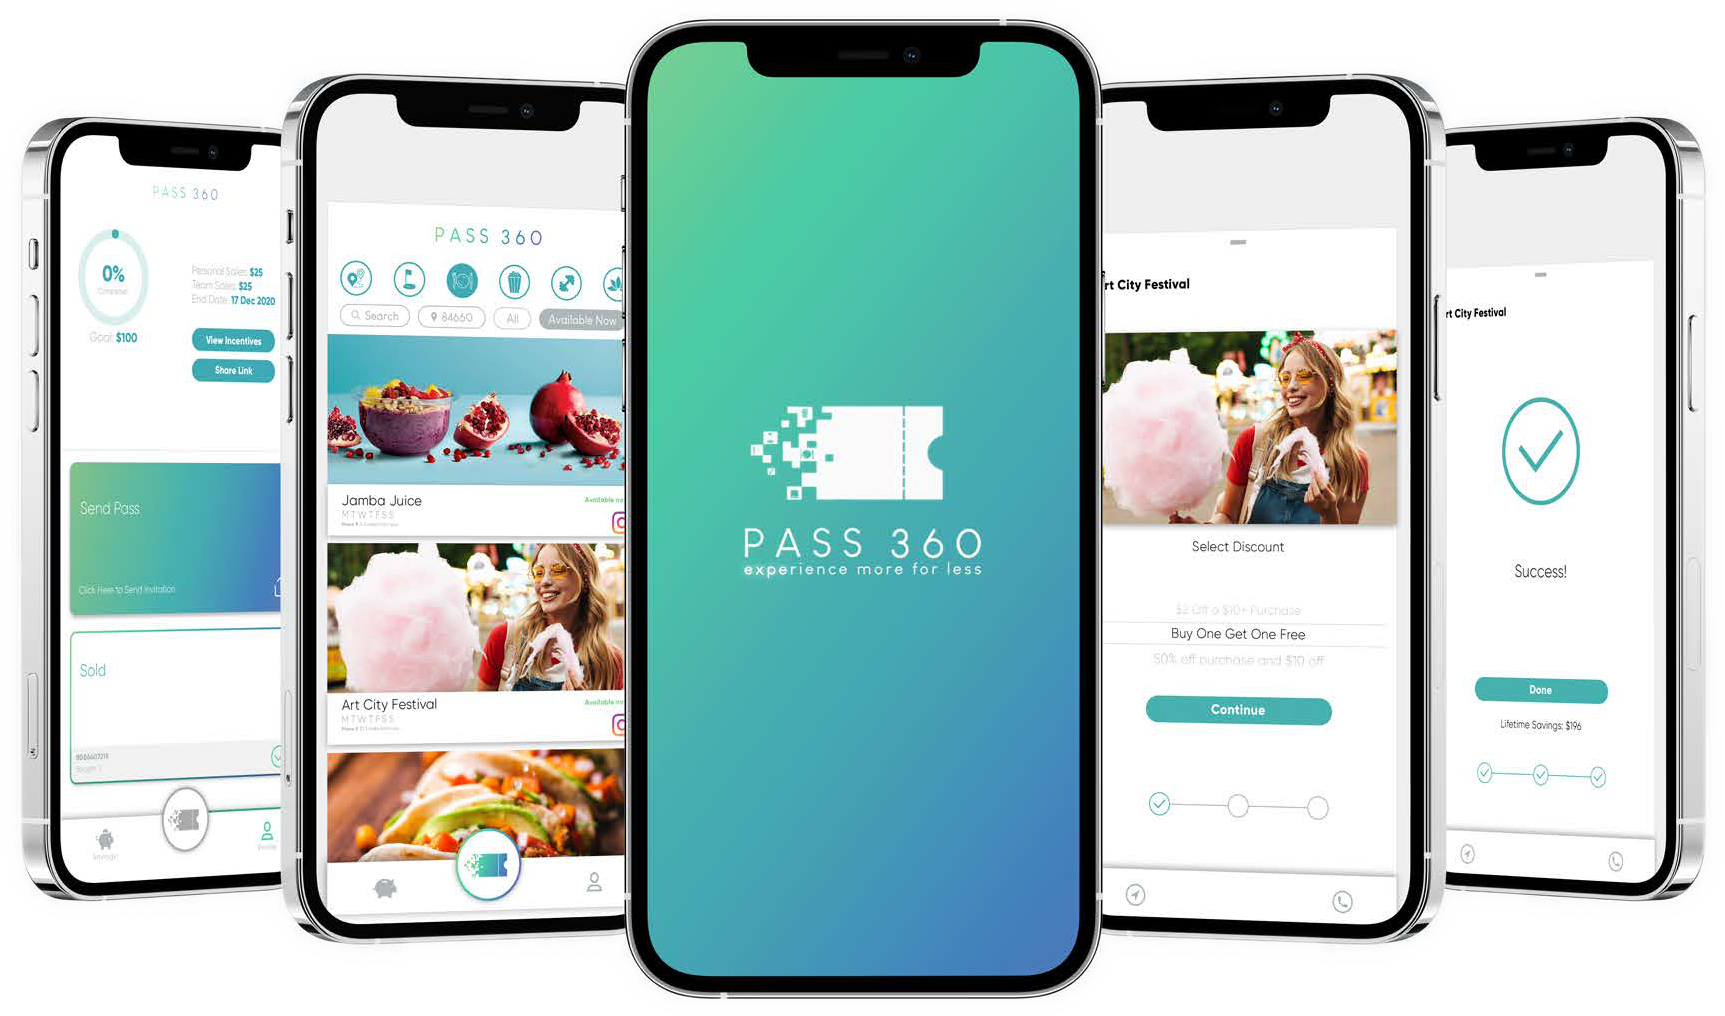 PASS 360
0%
Completed
Goal: $100
Personal Sales: $25
Team Sales: $25
End Date: 17 Dec 2020
View Incentives
Share Link
Send Pass
Click Here to Send Invitation
Sold
Savings
Profile
PASS 360
Search
84660
All
Available Now
Jamba Juice
Available no
MTWTFSS
Art City Festival
Available no
MTWTFSS
PASS 360
experience more for less
rt City Festival
Select Discount
$2 Off a $10+ Purchase
Buy One Get One Free
50% off purchase and $10 off
Continue
rt City Festival
Success!
Done
Lifetime Savings: $196